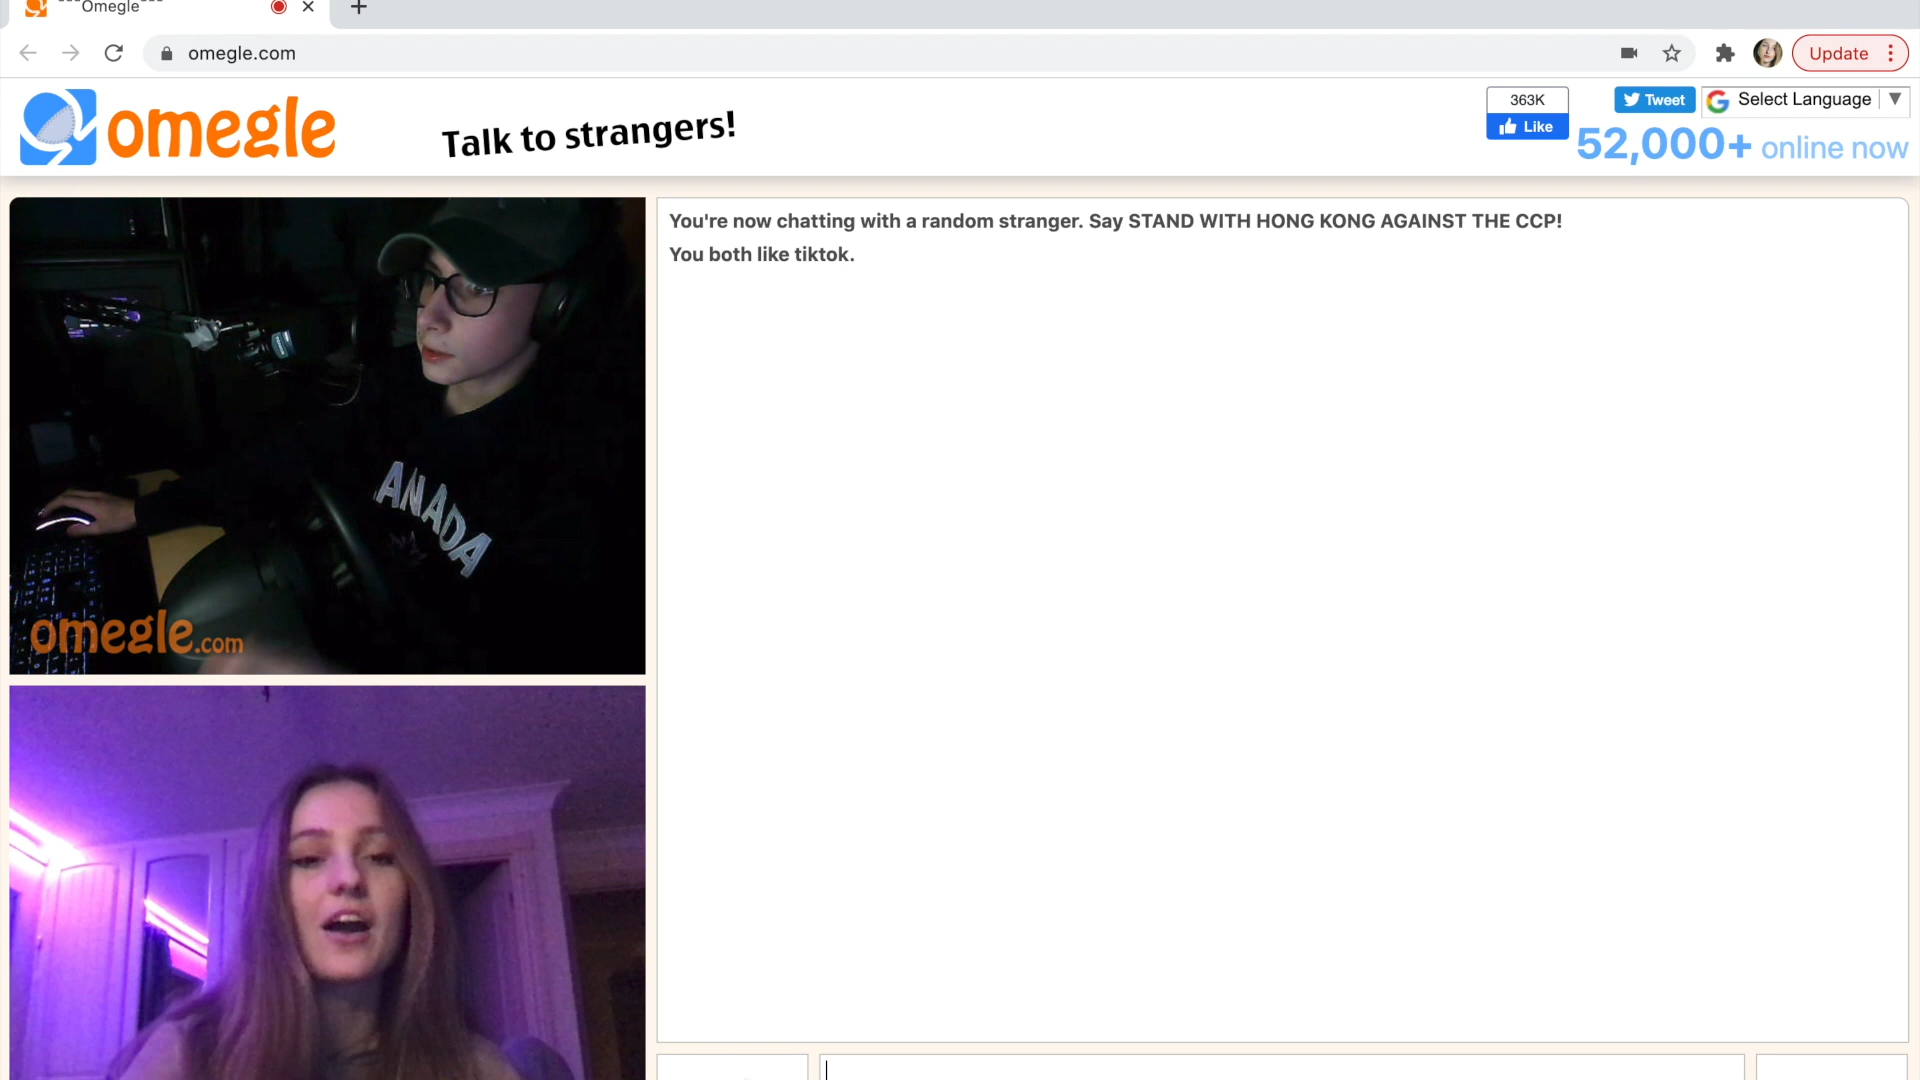 Omegle
omegle.com
Update
omegle
Talk to strangers!
363K
Like
Tweet
Select Language
52,000+ online now
You're now chatting with a random stranger. Say STAND WITH HONG KONG AGAINST THE CCP!
You both like tiktok.
ANADA
omegle.com